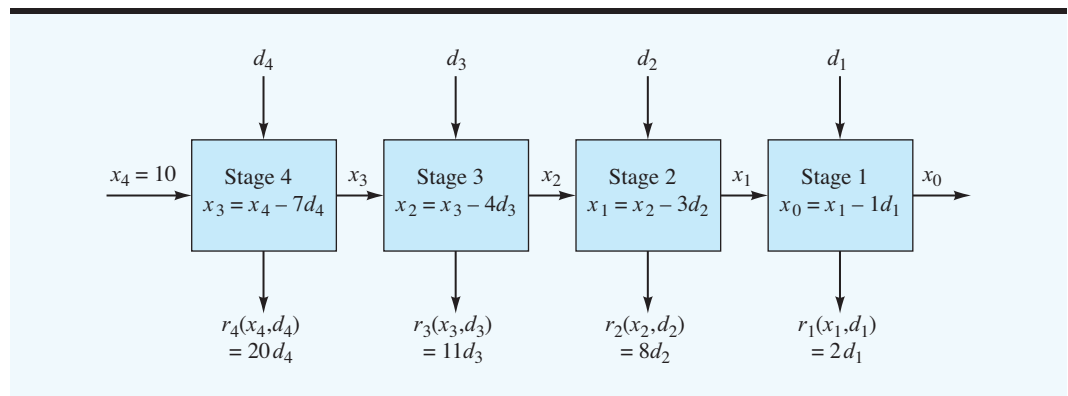 d4 d3 d2 d1
x4 = 10 Stage 4 x3 Stage 3 x2 Stage 2 x1 Stage 1 x0
x3 = x4 – 7d4 x2 = x3 – 4d3 x1 = x2 – 3d2 x0 = x1 – 1d1
r4(x4,d4) r3(x3,d3) r2(x2,d2) r1(x1,d1)
= 20d4 = 11d3 = 8d2 = 2d1